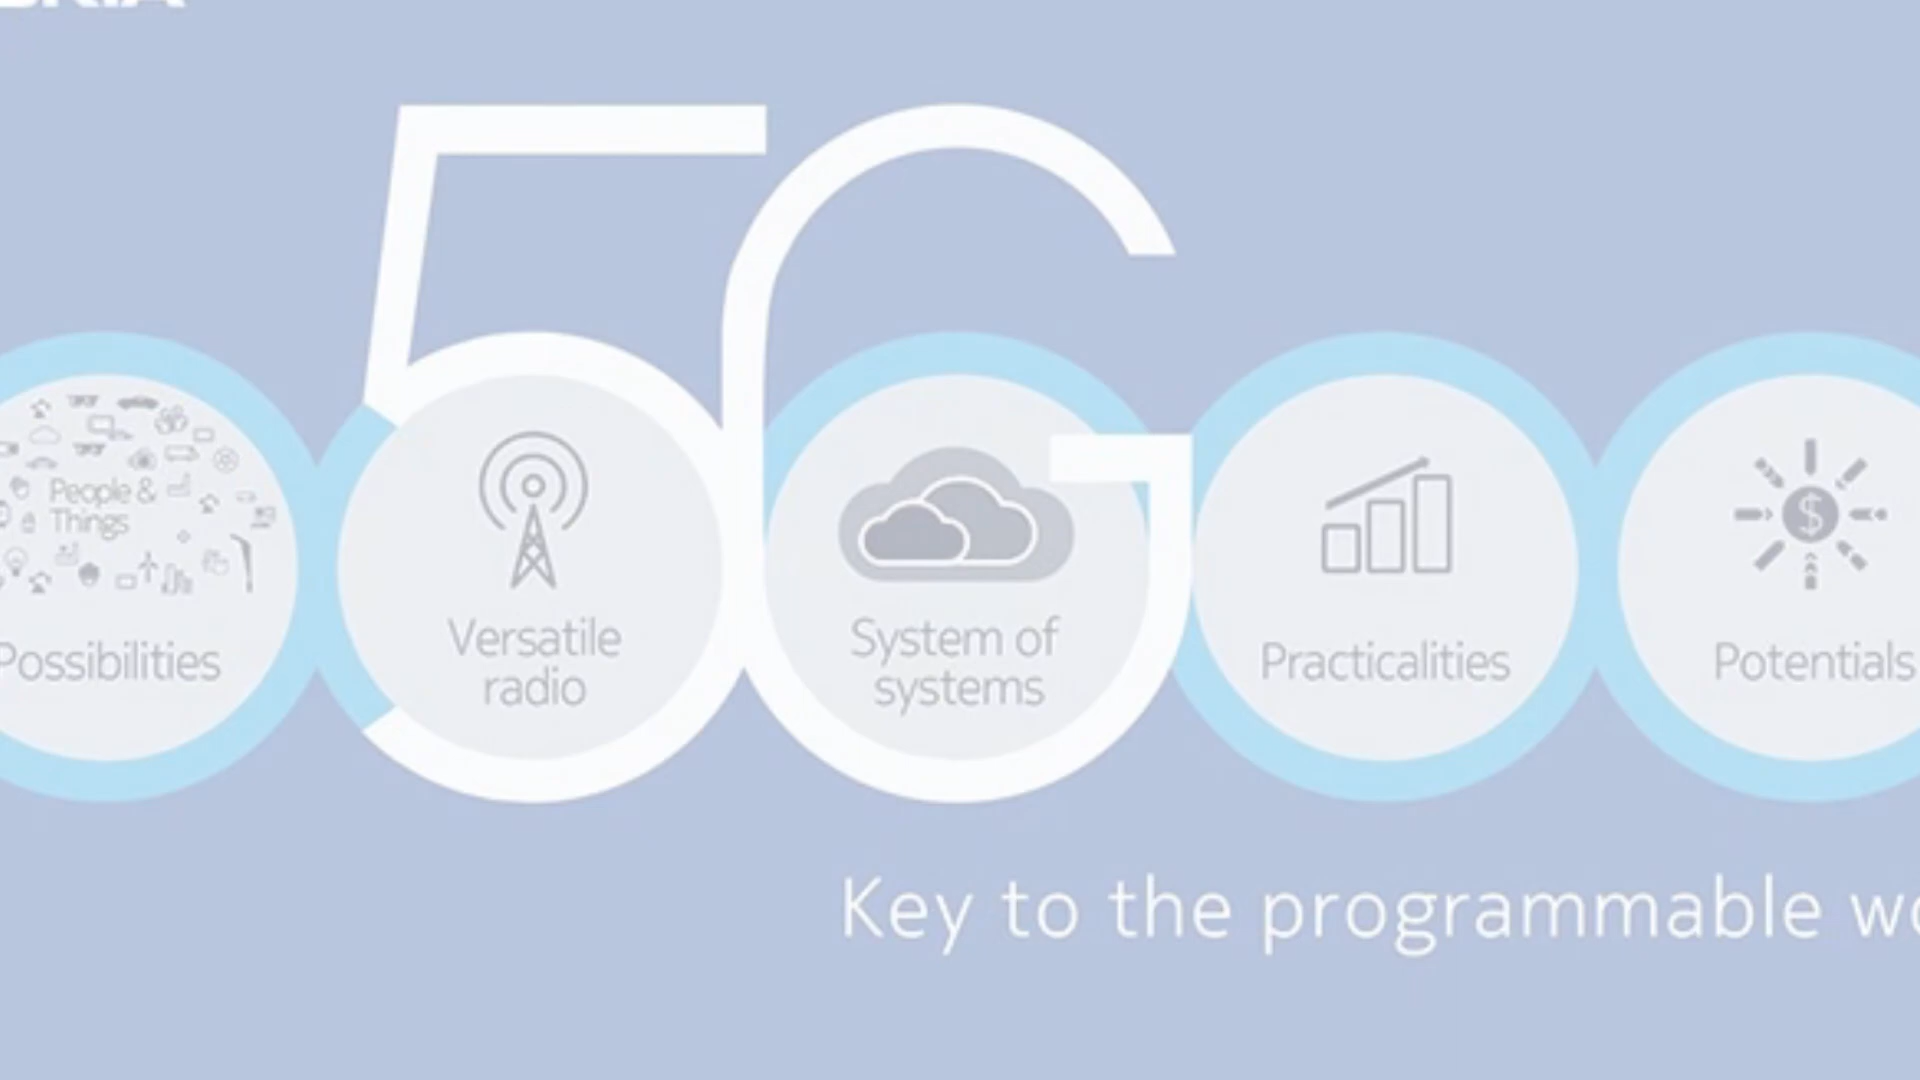 5G
People &
Things
Possibilities
Versatile
radio
System of
systems
Practicalities
$
Potentials
Key to the programmable